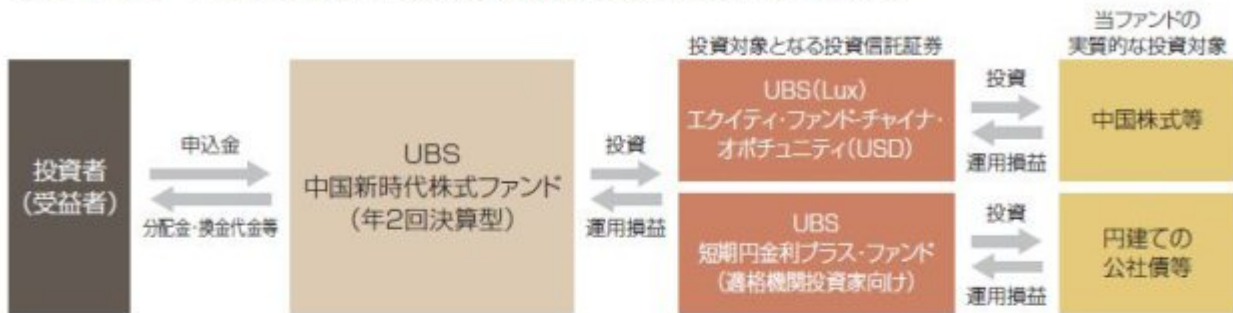 投資者
(受益者)
申込金
分配金・換金代金等
UBS
中国新時代株式ファンド
(年2回決算型)
投資
運用損益
投資対象となる投資信託証券
UBS(Lux)
エクイティ・ファンド-チャイナ・
オポチュニティ(USD)
UBS
短期円金利プラス・ファンド
(適格機関投資家向け)
投資
運用損益
投資
運用損益
当ファンドの
実質的な投資対象
中国株式等
円建ての
公社債等